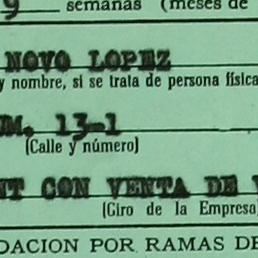 9 semanas (meses de
NOVO LOPEZ
y nombre, si se trata de persona física
UM. 13-1
(Calle y número)
NT CON VENTA DE V
(Giro de la Empresa)
DACION POR RAMAS DE